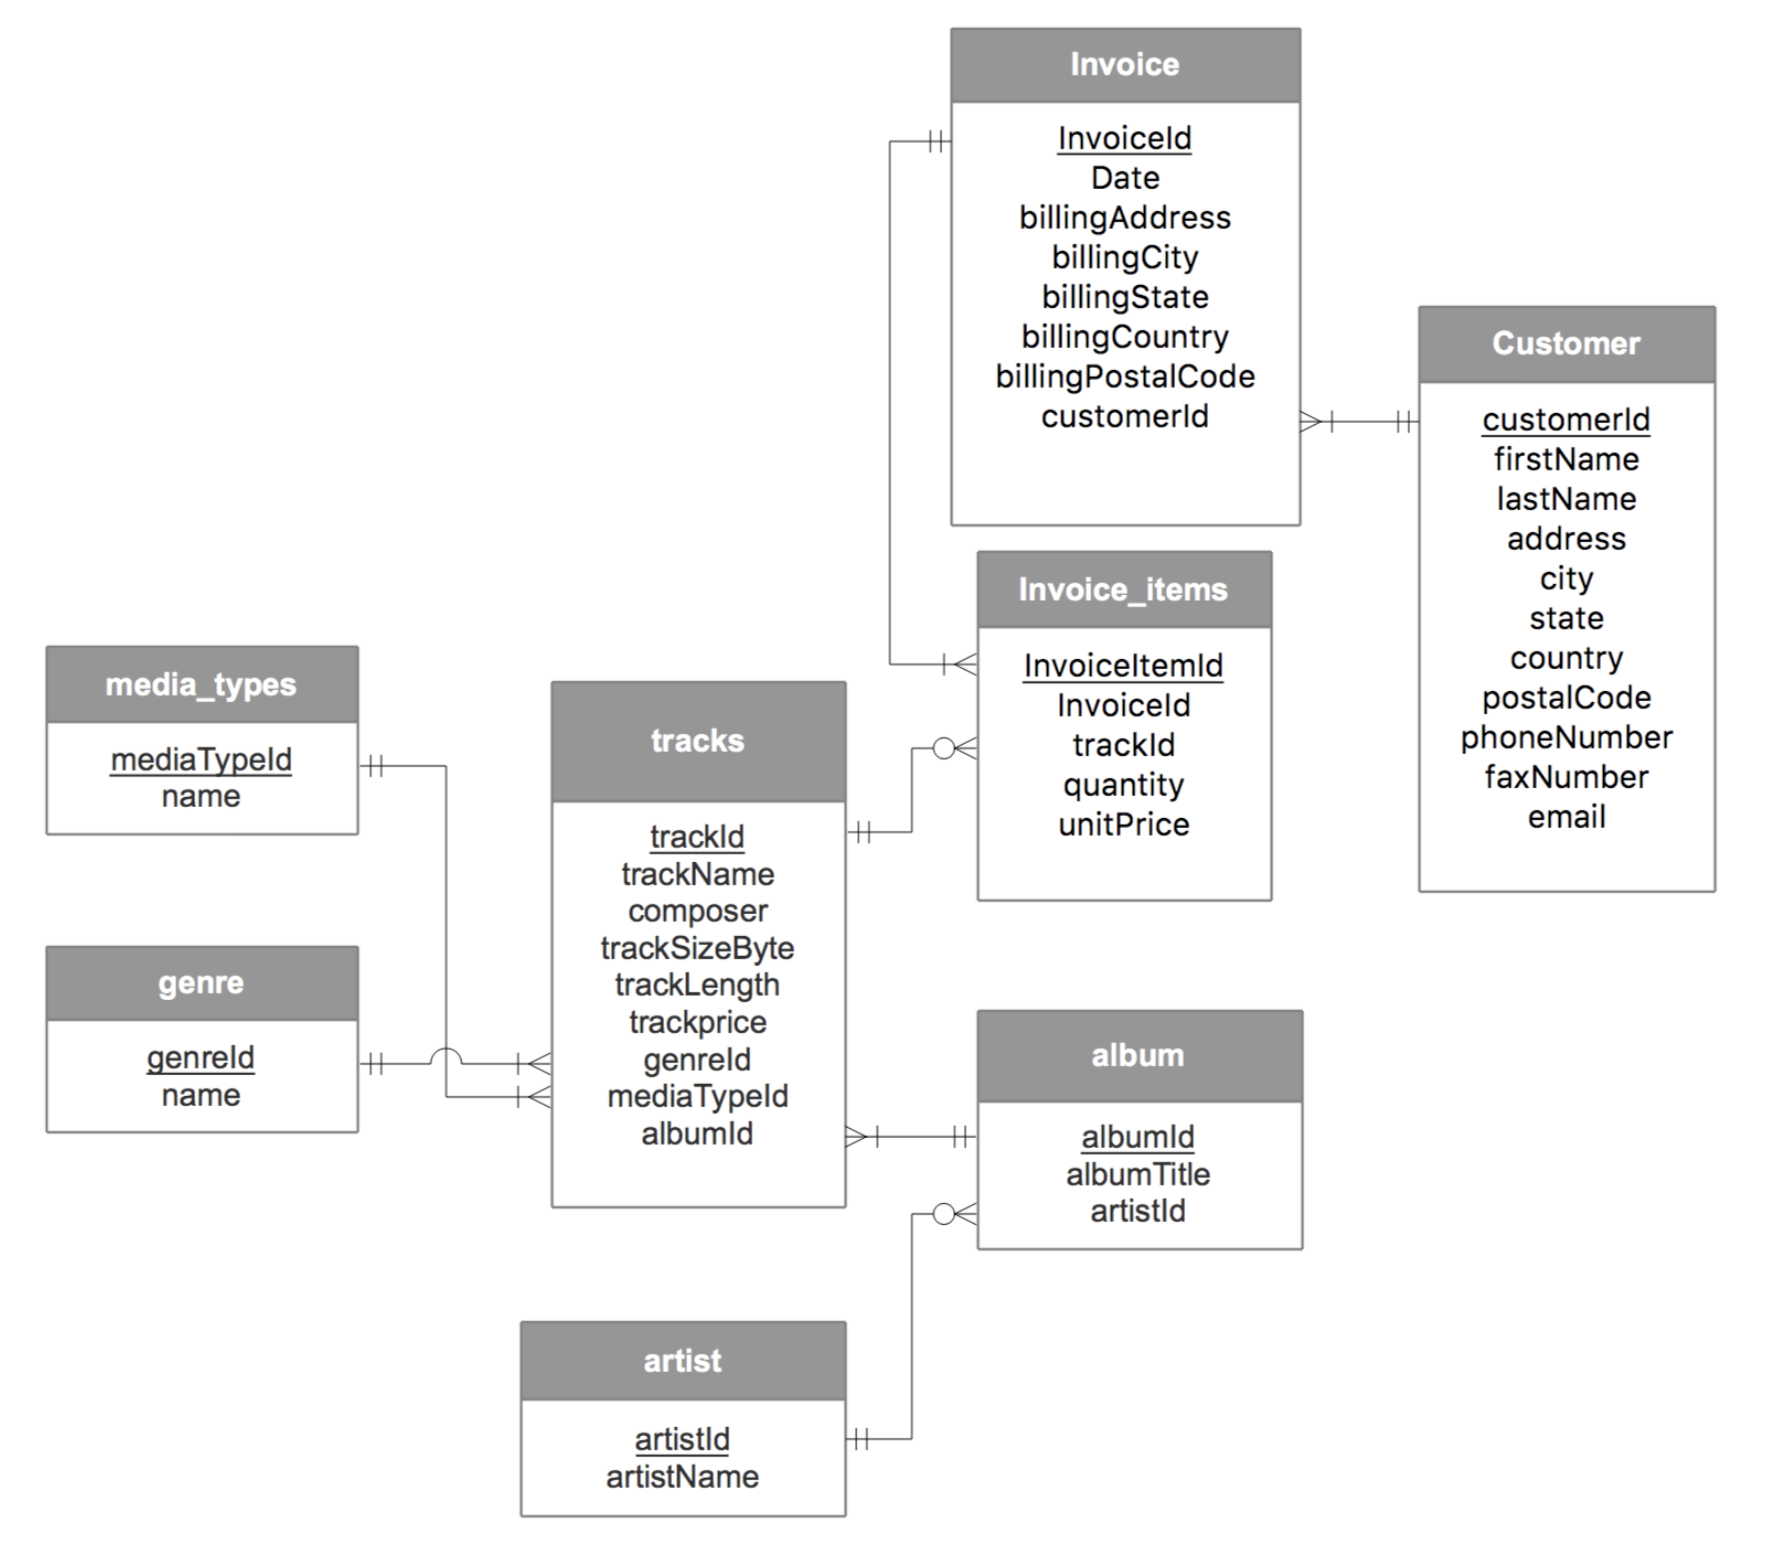 Invoice
InvoiceId
Date
billingAddress
billingCity
billingState
billingCountry
billingPostalCode
customerId
Customer
customerId
firstName
lastName
address
city
state
country
postalCode
phoneNumber
faxNumber
email
Invoice_items
InvoiceItemId
InvoiceId
trackId
quantity
unitPrice
media_types
mediaTypeId
name
tracks
trackId
trackName
composer
trackSizeByte
trackLength
trackprice
genreId
mediaTypeId
albumId
genre
genreId
name
album
albumId
albumTitle
artistId
artist
artistId
artistName